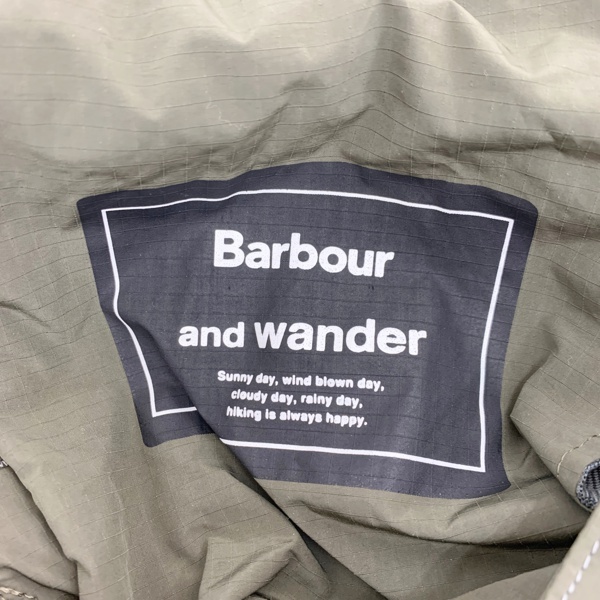 Barbour
and wander
Sunny day, wind blown day,
cloudy day, rainy day,
hiking is always happy.